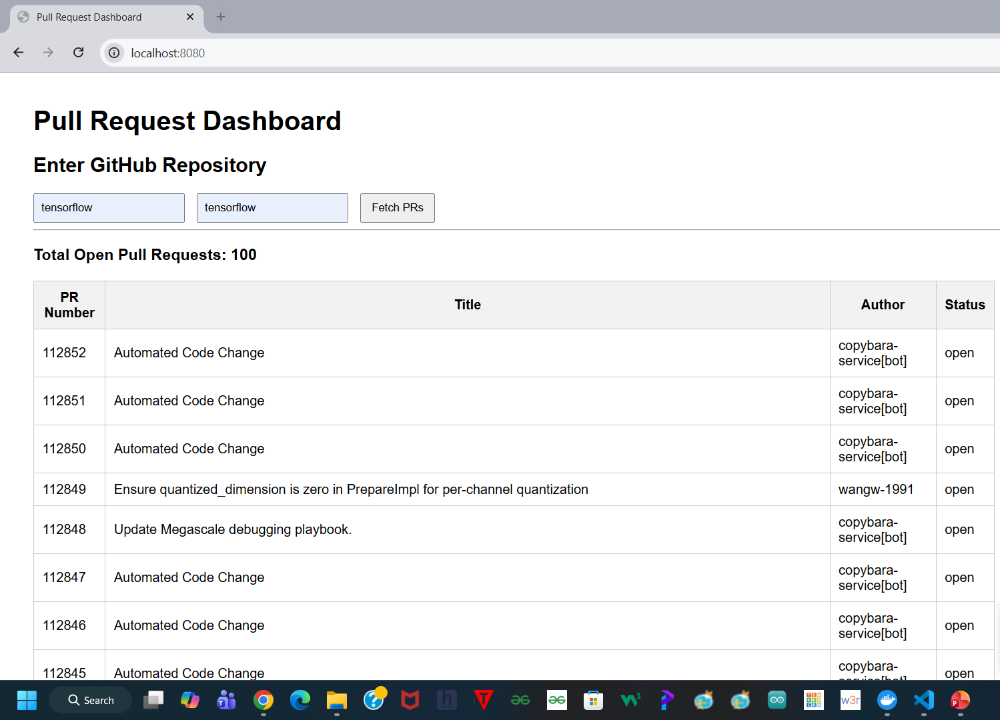 Pull Request Dashboard
localhost:8080
Pull Request Dashboard
Enter GitHub Repository
tensorflow tensorflow Fetch PRs
Total Open Pull Requests: 100
PR Number Title Author Status
112852 Automated Code Change copybara-service[bot] open
112851 Automated Code Change copybara-service[bot] open
112850 Automated Code Change copybara-service[bot] open
112849 Ensure quantized_dimension is zero in PrepareImpl for per-channel quantization wangw-1991 open
112848 Update Megascale debugging playbook. copybara-service[bot] open
112847 Automated Code Change copybara-service[bot] open
112846 Automated Code Change copybara-service[bot] open
112845 Automated Code Change copybara-service[bot] open
Search
TINKERCAD
w3r